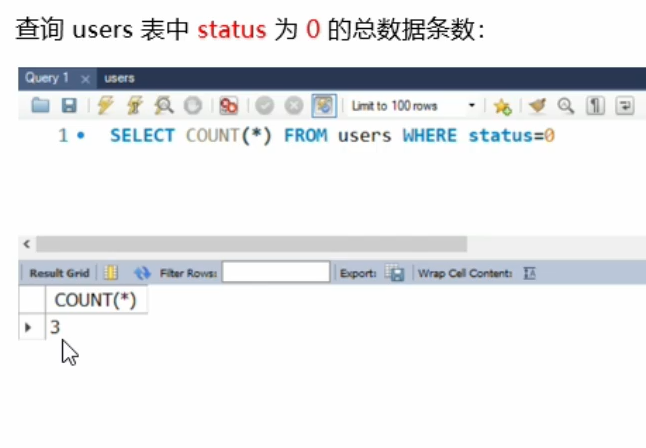 查询 users 表中 status 为 0 的总数据条数：
Query 1 × users
Limit to 100 rows
1 • SELECT COUNT(*) FROM users WHERE status=0
Result Grid Filter Rows: Export: Wrap Cell Content:
COUNT(*)
3